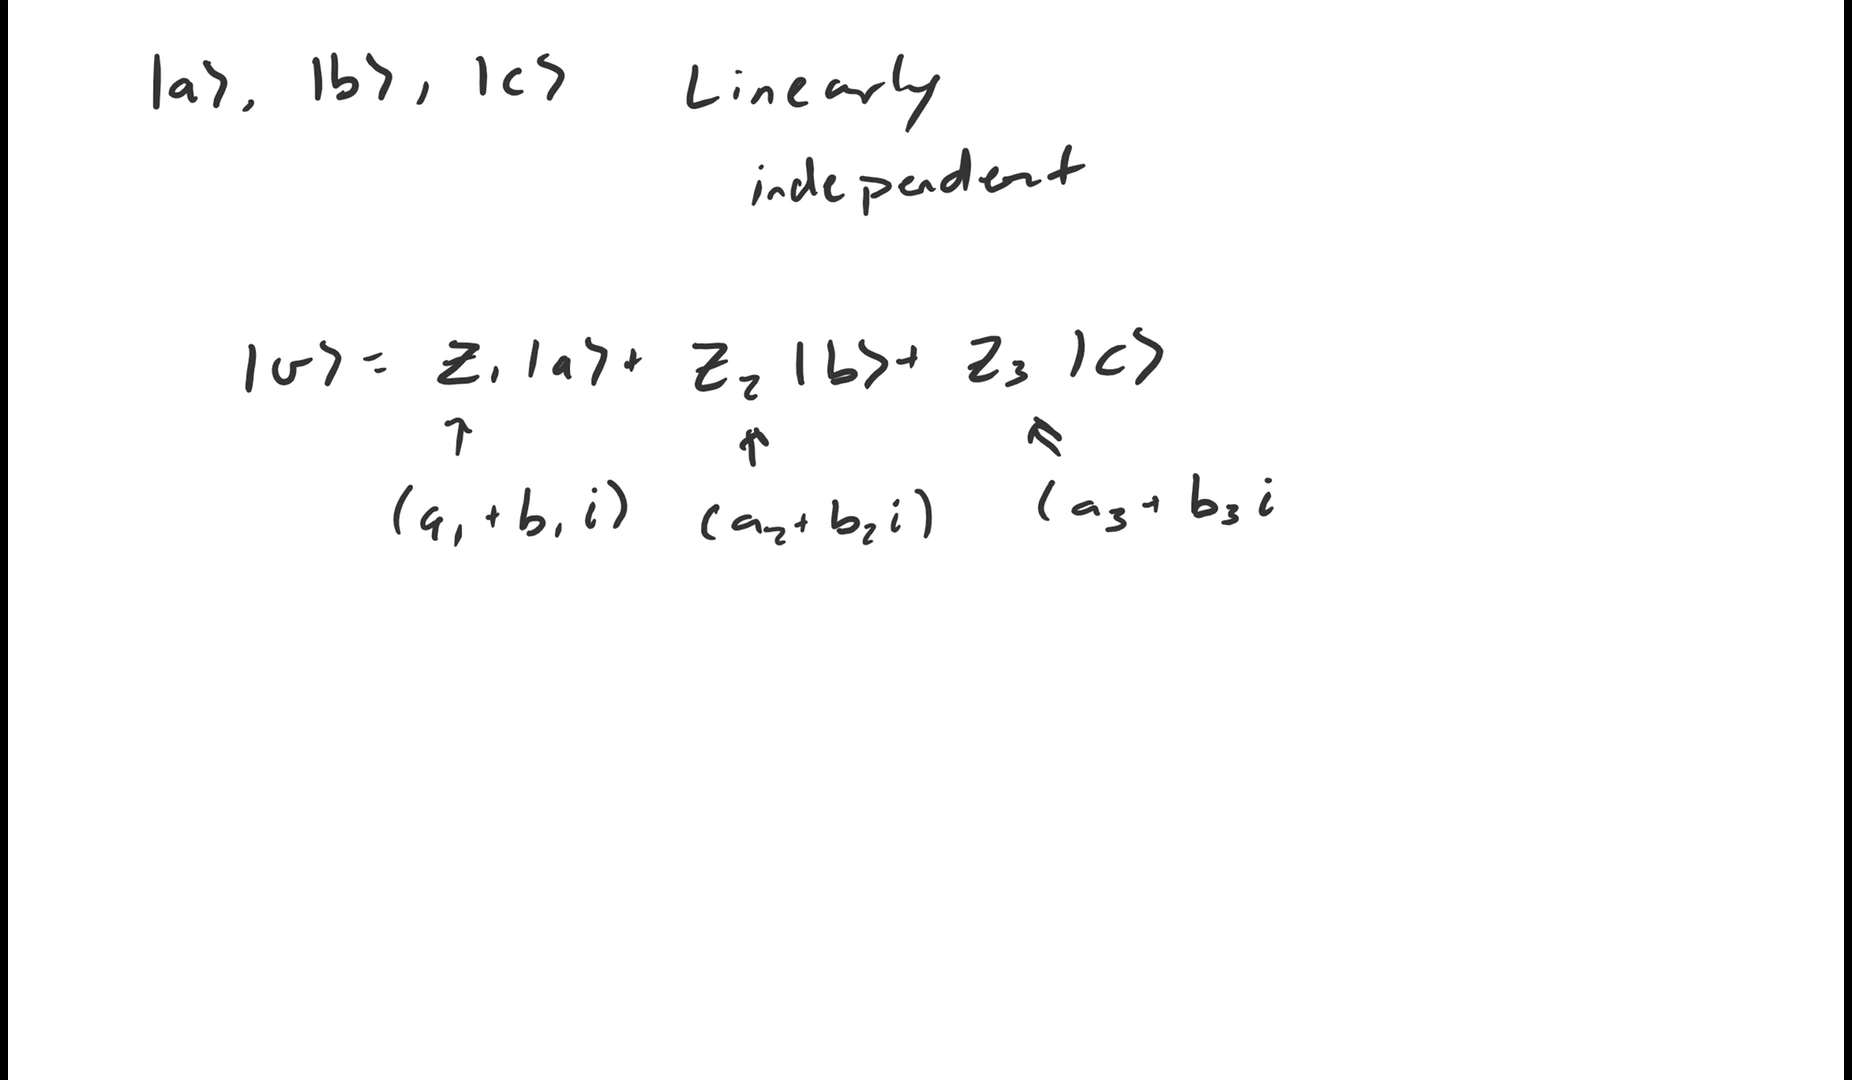 |a⟩, |b⟩, |c⟩ Linearly
independent
|v⟩ = z₁ |a⟩ + z₂ |b⟩ + z₃ |c⟩
↑ ↑ ↖
(a₁ + b₁ i) (a₂ + b₂ i) (a₃ + b₃ i